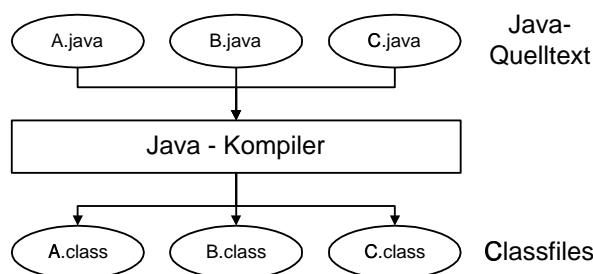 A.java
B.java
C.java
Java-
Quelltext
Java - Kompiler
A.class
B.class
C.class
Classfiles